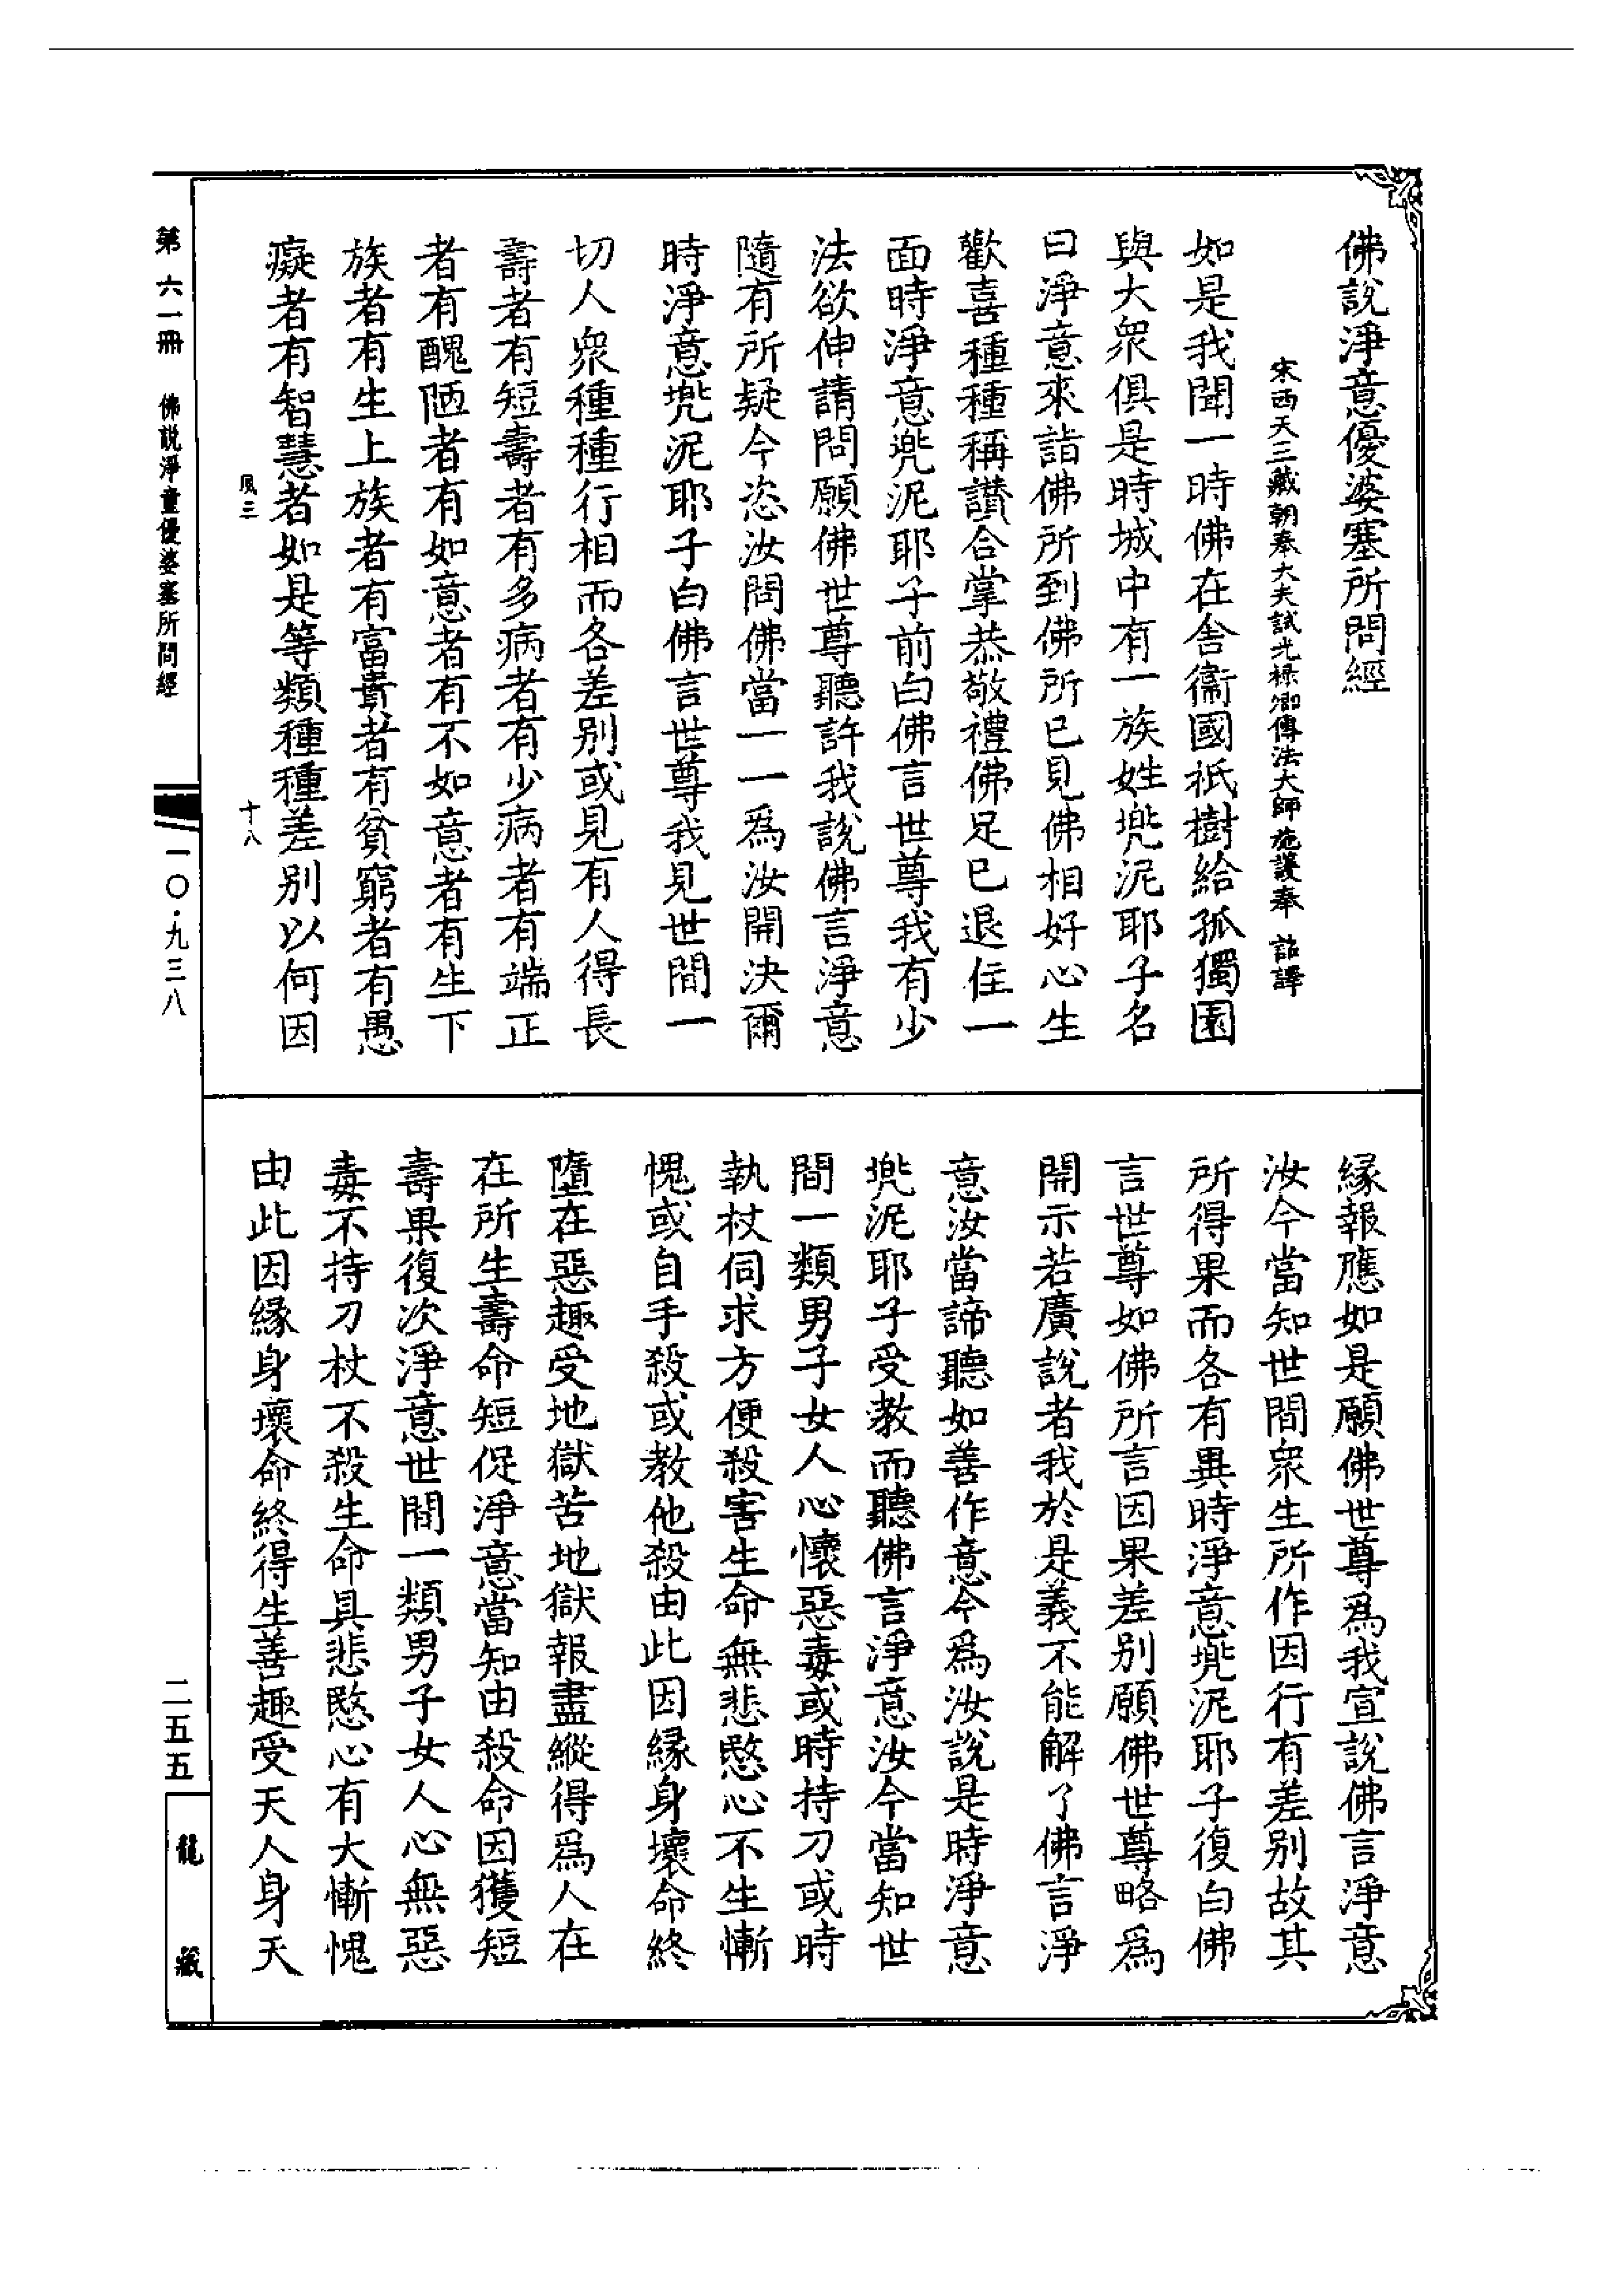 佛說淨意優婆塞所問經
宋西天三藏朝奉大夫試光祿卿傳法大師施護奉 詔譯
如是我聞一時佛在舍衞國祇樹給孤獨園
與大衆俱是時城中有一族姓兠泥耶子名
曰淨意來詣佛所到佛所已見佛相好心生
歡喜種種稱讃合掌恭敬禮佛足已退住一
面時淨意兠泥耶子前白佛言世尊我有少
法欲伸請問願佛世尊聽許我說佛言淨意
隨有所疑今恣汝問佛當一一爲汝開決爾
時淨意兠泥耶子白佛言世尊我見世間一
切人衆種種行相而各差别或見有人得長
壽者有短壽者有多病者有少病者有端正
者有醜陋者有如意者有不如意者有生下
族者有生上族者有富貴者有貧窮者有愚
癡者有智慧者如是等類種種差别以何因
風三 十八
緣報應如是願佛世尊爲我宣說佛言淨意
汝今當知世間衆生所作因行有差别故其
所得果而各有異時淨意兠泥耶子復白佛
言世尊如佛所言因果差别願佛世尊略爲
開示若廣說者我於是義不能解了佛言淨
意汝當諦聽如善作意今爲汝說是時淨意
兠泥耶子受教而聽佛言淨意汝今當知世
間一類男子女人心懷惡毒或時持刀或時
執杖伺求方便殺害生命無悲愍心不生慚
愧或自手殺或教他殺由此因緣身壞命終
墮在惡趣受地獄苦地獄報盡縱得爲人在
在所生壽命短促淨意當知由殺命因獲短
壽果復次淨意世間一類男子女人心無惡
毒不持刀杖不殺生命具悲愍心有大慚愧
由此因緣身壞命終得生善趣受天人身天
第六一冊 佛説淨童優婆塞所問經
一〇·九三八
二五五
龍藏